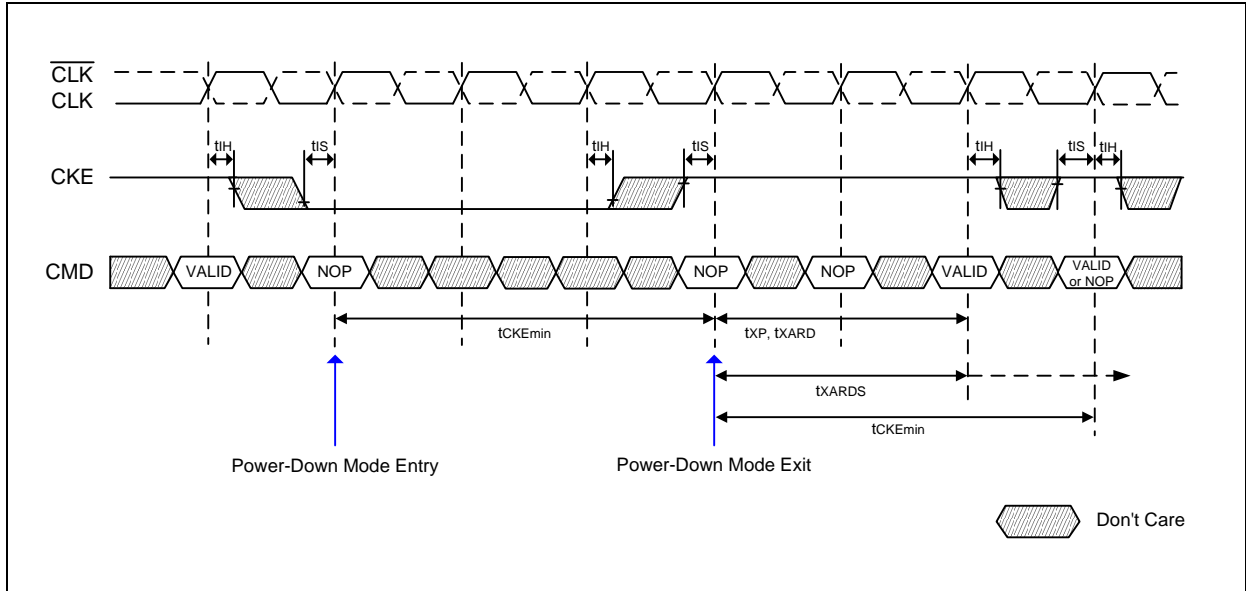 CLK
CLK
tIH tIS tIH tIS tIH tIS tIH
CKE
CMD VALID NOP NOP NOP VALID VALID or NOP
tCKEmin tXP, tXARD
tXARDS
tCKEmin
Power-Down Mode Entry Power-Down Mode Exit
Don't Care